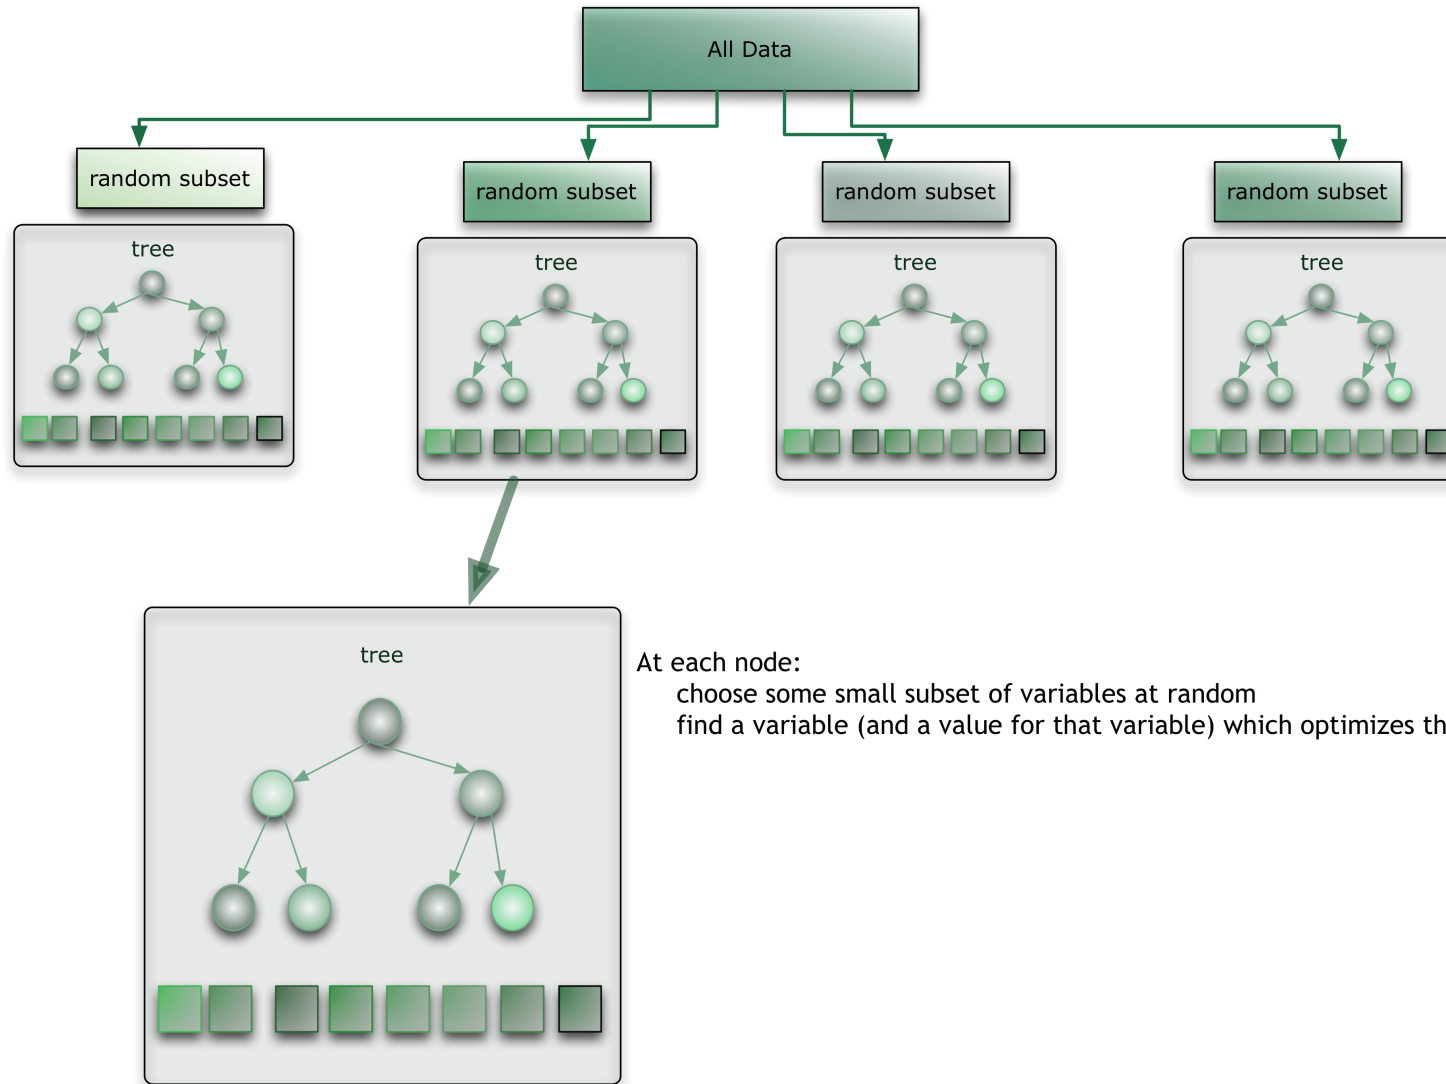 All Data
random subset
random subset
random subset
random subset
tree
tree
tree
tree
tree
At each node:
choose some small subset of variables at random
find a variable (and a value for that variable) which optimizes